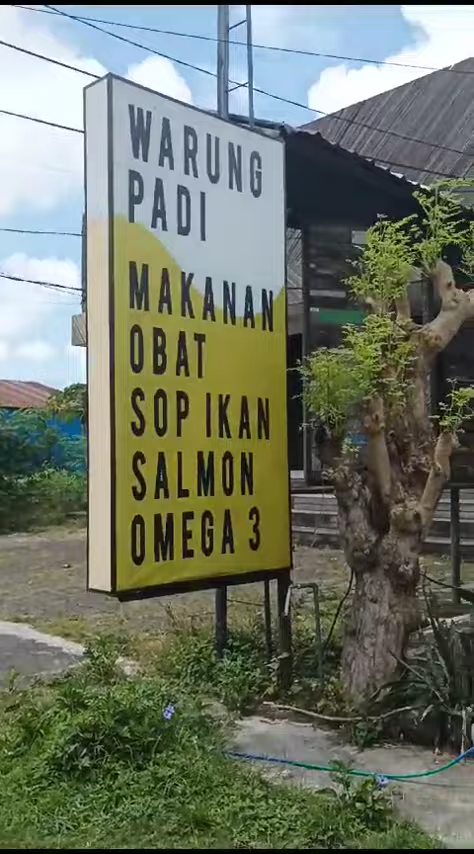 WARUNG
PADI
MAKANAN
OBAT
SOP IKAN
SALMON
OMEGA 3